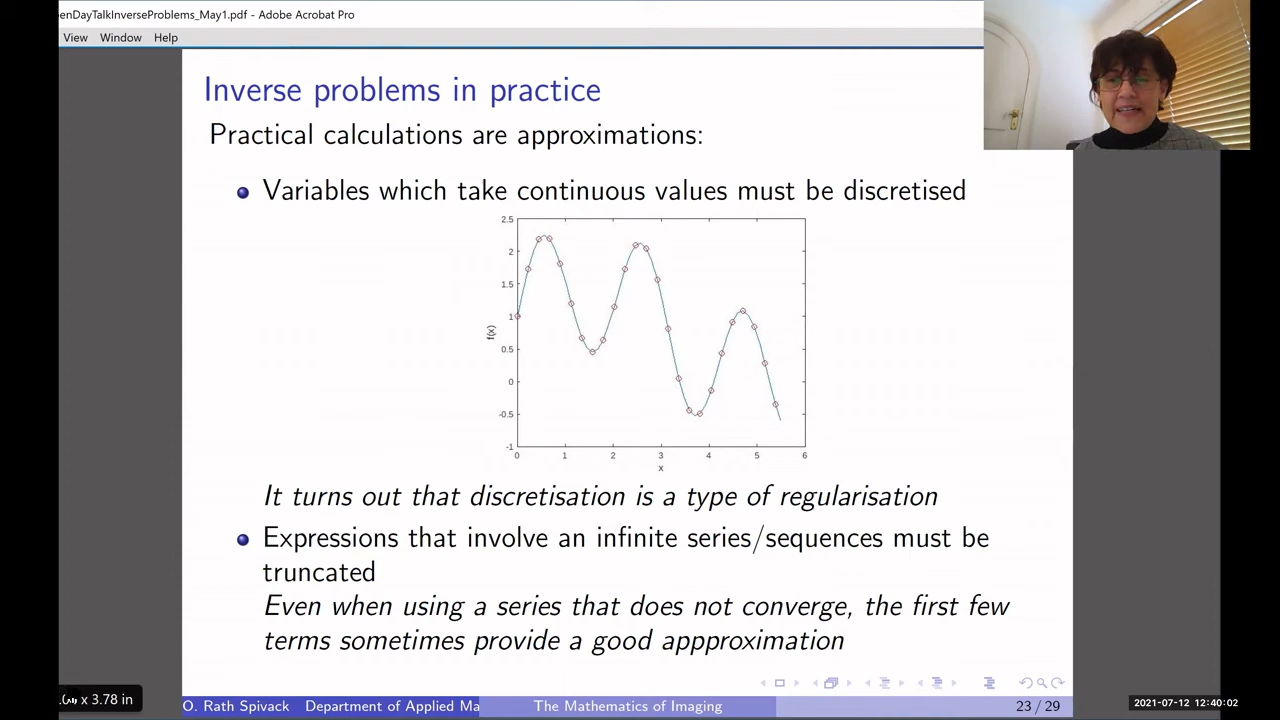 enDayTalkInverseProblems_May1.pdf - Adobe Acrobat Pro
View Window Help
Inverse problems in practice
Practical calculations are approximations:
Variables which take continuous values must be discretised
2.5
2
1.5
1
0.5
0
-0.5
-1
f(x)
0 1 2 3 4 5 6
x
It turns out that discretisation is a type of regularisation
Expressions that involve an infinite series/sequences must be
truncated
Even when using a series that does not converge, the first few
terms sometimes provide a good appproximation
x 3.78 in
O. Rath Spivack Department of Applied Ma The Mathematics of Imaging 23 / 29
2021-07-12 12:40:02